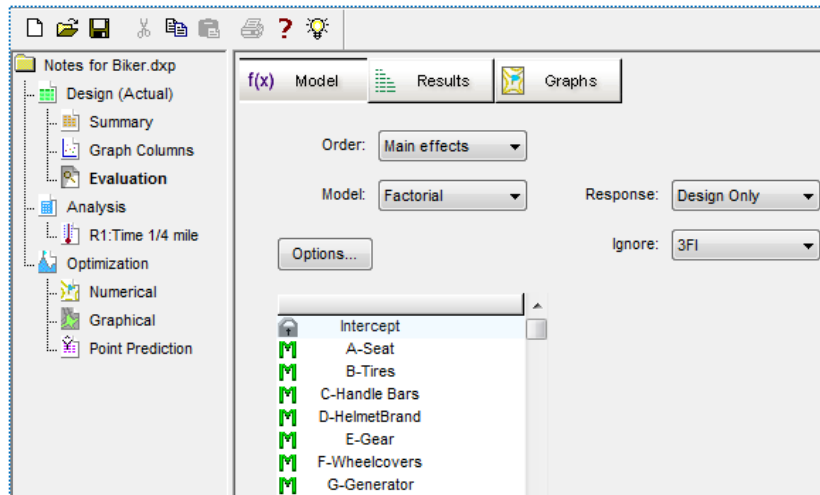 Notes for Biker.dxp
Design (Actual)
Summary
Graph Columns
Evaluation
Analysis
R1:Time 1/4 mile
Optimization
Numerical
Graphical
Point Prediction
f(x) Model Results Graphs
Order: Main effects
Model: Factorial Response: Design Only
Ignore: 3FI
Options...
Intercept
M A-Seat
M B-Tires
M C-Handle Bars
M D-HelmetBrand
M E-Gear
M F-Wheelcovers
M G-Generator